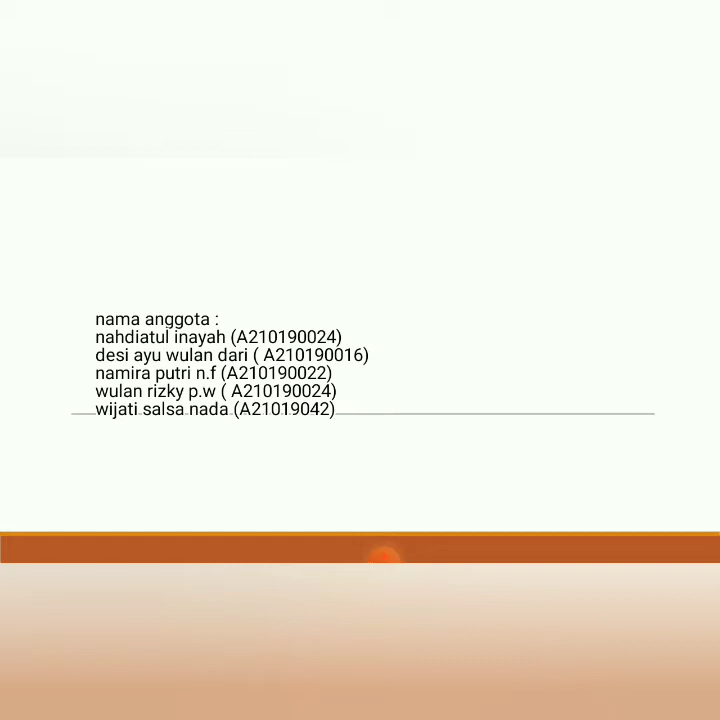 nama anggota :
nahdiatul inayah (A210190024)
desi ayu wulan dari ( A210190016)
namira putri n.f (A210190022)
wulan rizky p.w ( A210190024)
wijati salsa nada (A21019042)